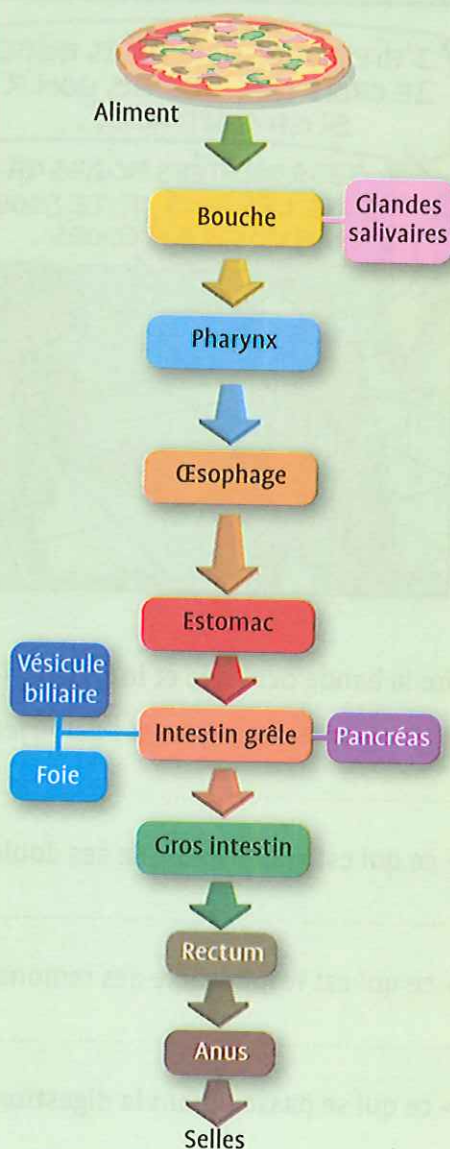 Aliment
Bouche
Glandes
salivaires
Pharynx
Œsophage
Estomac
Vésicule
biliaire
Foie
Intestin grêle
Pancréas
Gros intestin
Rectum
Anus
Selles